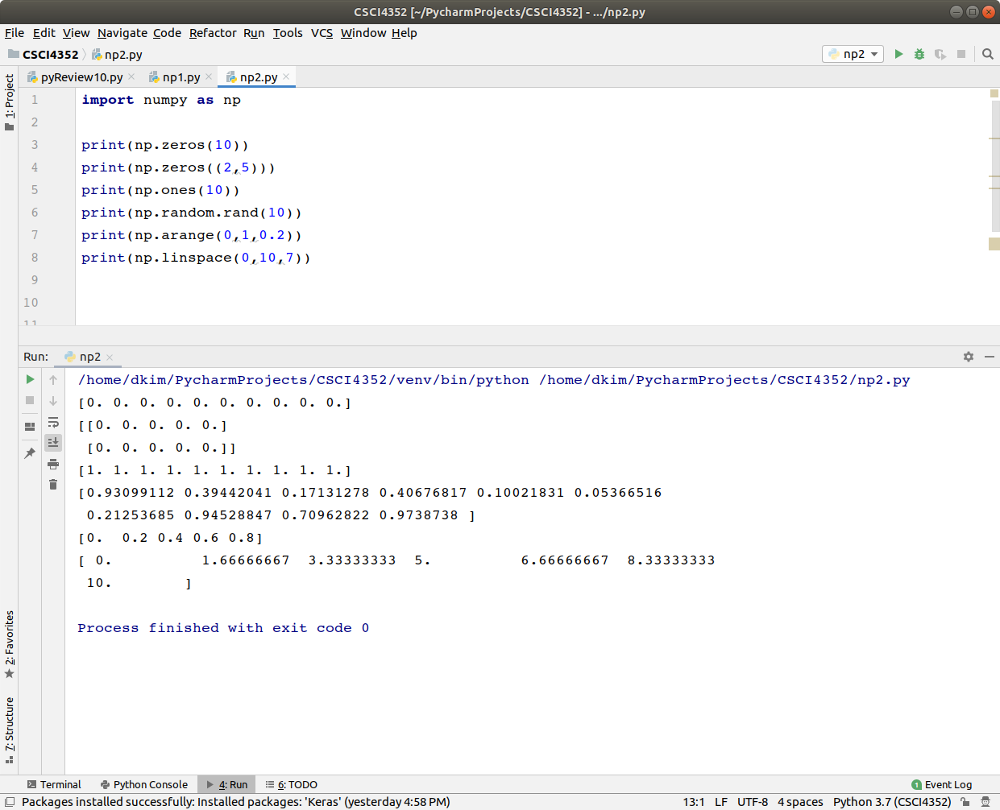 CSCI4352 [~/PycharmProjects/CSCI4352] - .../np2.py
File Edit View Navigate Code Refactor Run Tools VCS Window Help
CSCI4352 np2.py np2
pyReview10.py np1.py np2.py
1: Project
1 import numpy as np
2
3 print(np.zeros(10))
4 print(np.zeros((2,5)))
5 print(np.ones(10))
6 print(np.random.rand(10))
7 print(np.arange(0,1,0.2))
8 print(np.linspace(0,10,7))
9
10
11
Run: np2
/home/dkim/PycharmProjects/CSCI4352/venv/bin/python /home/dkim/PycharmProjects/CSCI4352/np2.py
[0. 0. 0. 0. 0. 0. 0. 0. 0. 0.]
[[0. 0. 0. 0. 0.]
 [0. 0. 0. 0. 0.]]
[1. 1. 1. 1. 1. 1. 1. 1. 1. 1.]
[0.93099112 0.39442041 0.17131278 0.40676817 0.10021831 0.05366516
 0.21253685 0.94528847 0.70962822 0.9738738 ]
[0.  0.2 0.4 0.6 0.8]
[ 0.          1.66666667  3.33333333  5.          6.66666667  8.33333333
 10.        ]
Process finished with exit code 0
2: Favorites
7: Structure
Terminal Python Console 4: Run 6: TODO 1 Event Log
Packages installed successfully: Installed packages: 'Keras' (yesterday 4:58 PM) 13:1 LF UTF-8 4 spaces Python 3.7 (CSCI4352)